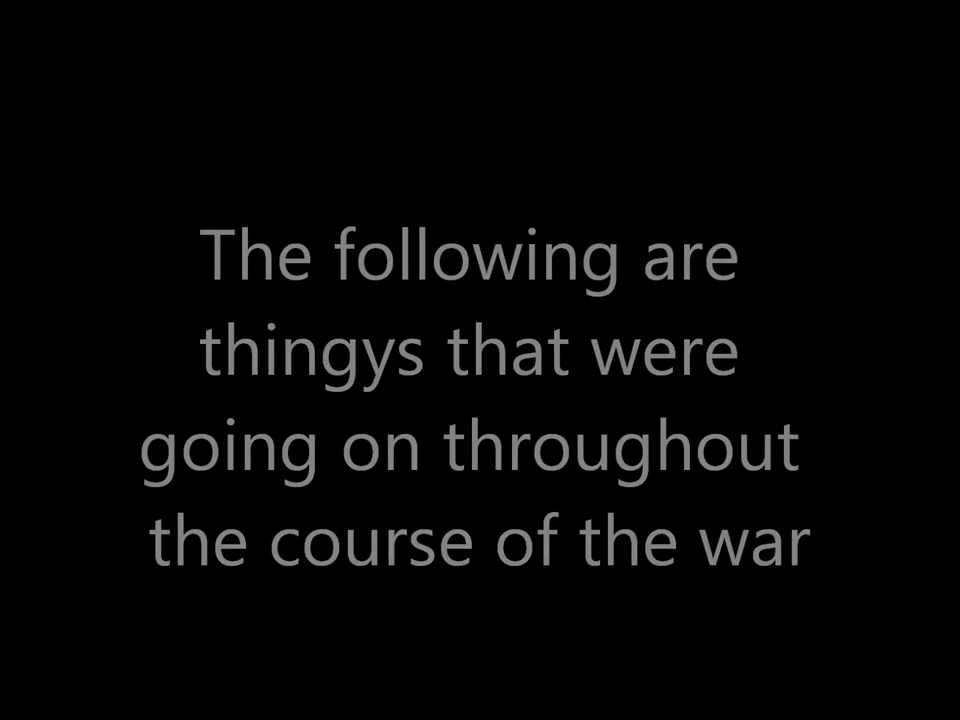 The following are
thingys that were
going on throughout
the course of the war